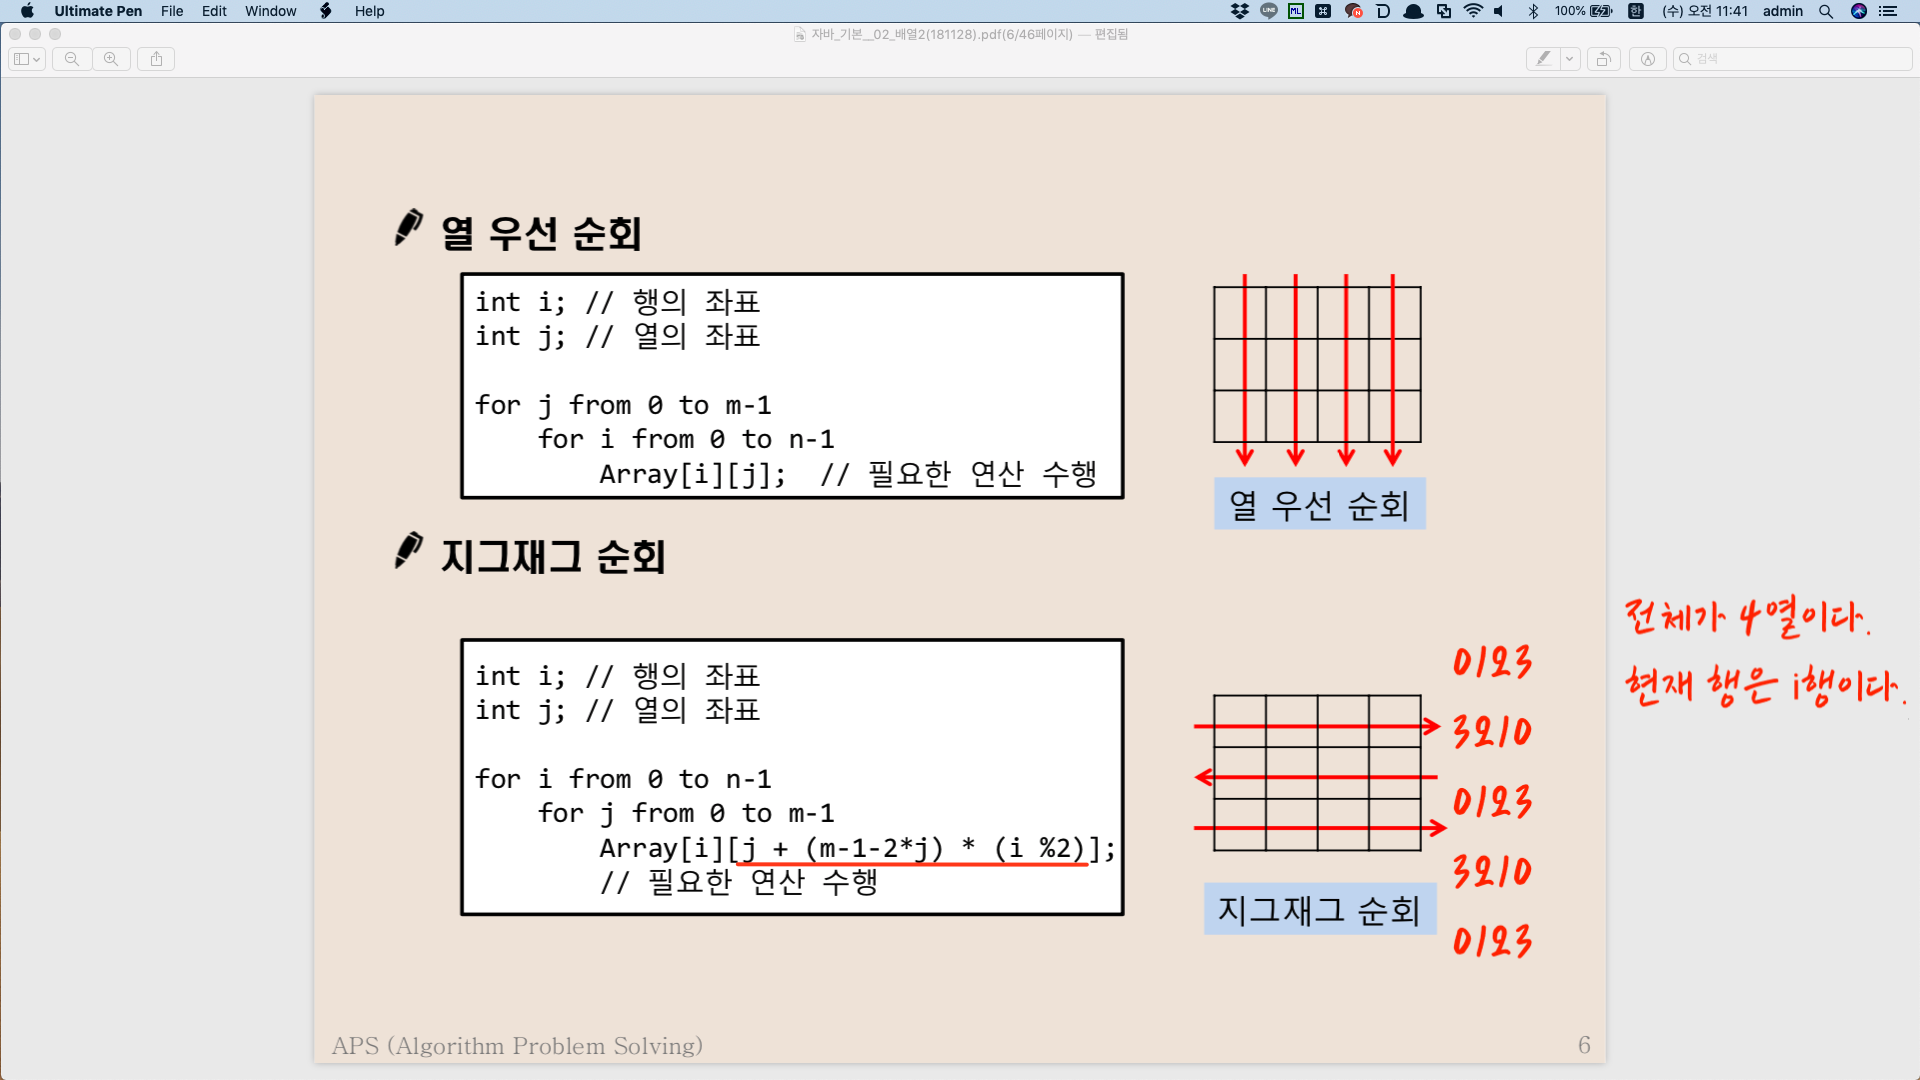 Ultimate Pen File Edit Window Help
LINE ML N 100% 한 (수) 오전 11:41 admin
자바_기본__02_배열2(181128).pdf(6/46페이지) — 편집됨
검색
열 우선 순회
int i; // 행의 좌표
int j; // 열의 좌표
for j from 0 to m-1
for i from 0 to n-1
Array[i][j]; // 필요한 연산 수행
열 우선 순회
지그재그 순회
int i; // 행의 좌표
int j; // 열의 좌표
for i from 0 to n-1
for j from 0 to m-1
Array[i][j + (m-1-2*j) * (i %2)];
// 필요한 연산 수행
지그재그 순회
0123
3210
0123
3210
0123
전체가 4열이다.
현재 행은 i행이다.
APS (Algorithm Problem Solving)
6